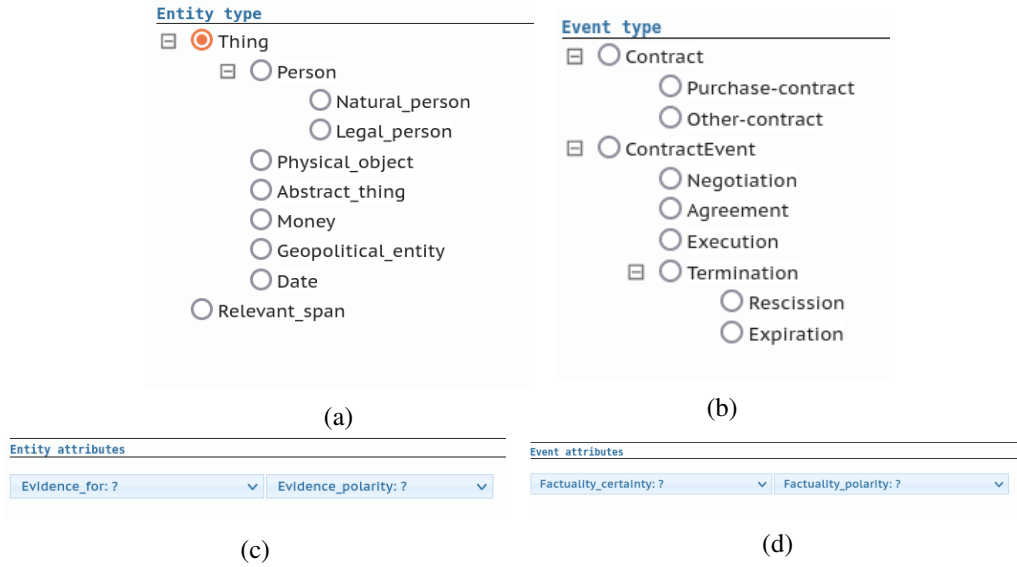 Entity type
Thing
Person
Natural_person
Legal_person
Physical_object
Abstract_thing
Money
Geopolitical_entity
Date
Relevant_span
(a)
Event type
Contract
Purchase-contract
Other-contract
ContractEvent
Negotiation
Agreement
Execution
Termination
Rescission
Expiration
(b)
Entity attributes
Evidence_for: ? Evidence_polarity: ?
(c)
Event attributes
Factuality_certainty: ? Factuality_polarity: ?
(d)